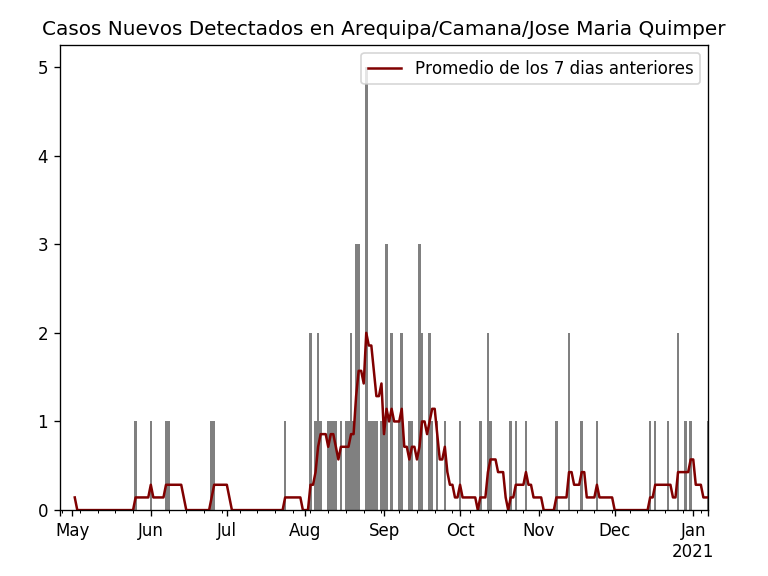 Casos Nuevos Detectados en Arequipa/Camana/Jose Maria Quimper
Promedio de los 7 dias anteriores
5
4
3
2
1
0
May Jun Jul Aug Sep Oct Nov Dec Jan
2021